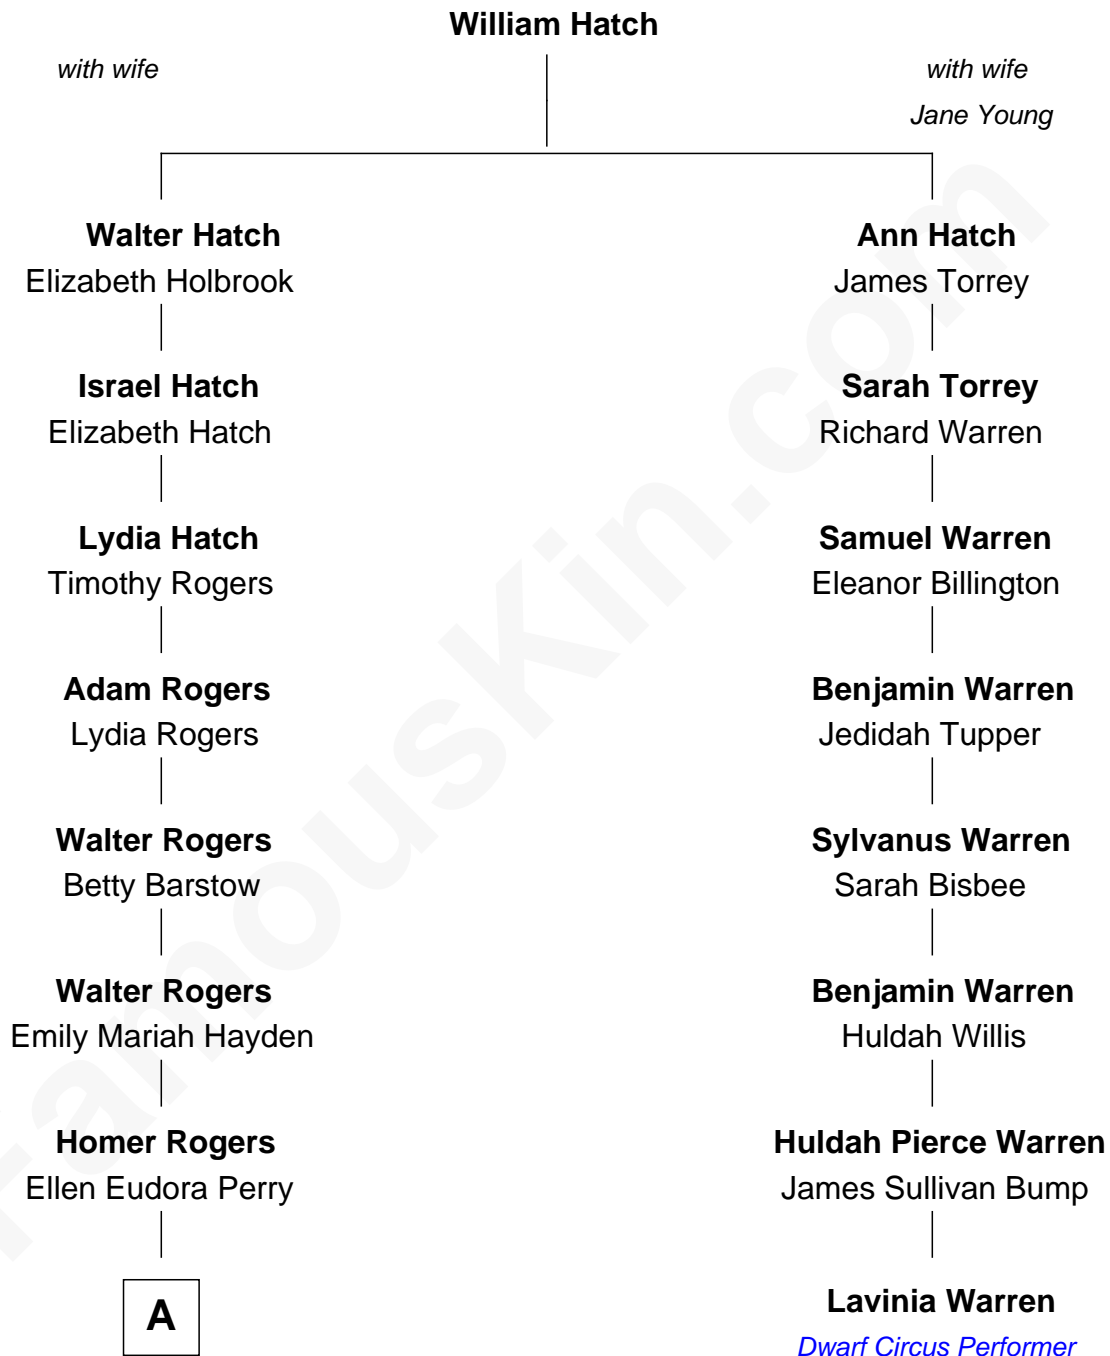 William Hatch
with wife
with wife
Jane Young
Walter Hatch
Elizabeth Holbrook
Ann Hatch
James Torrey
Israel Hatch
Elizabeth Hatch
Sarah Torrey
Richard Warren
Lydia Hatch
Timothy Rogers
Samuel Warren
Eleanor Billington
Adam Rogers
Lydia Rogers
Benjamin Warren
Jedidah Tupper
Walter Rogers
Betty Barstow
Sylvanus Warren
Sarah Bisbee
Walter Rogers
Emily Mariah Hayden
Benjamin Warren
Huldah Willis
Homer Rogers
Ellen Eudora Perry
Huldah Pierce Warren
James Sullivan Bump
A
Lavinia Warren
Dwarf Circus Performer
FamousKin.com